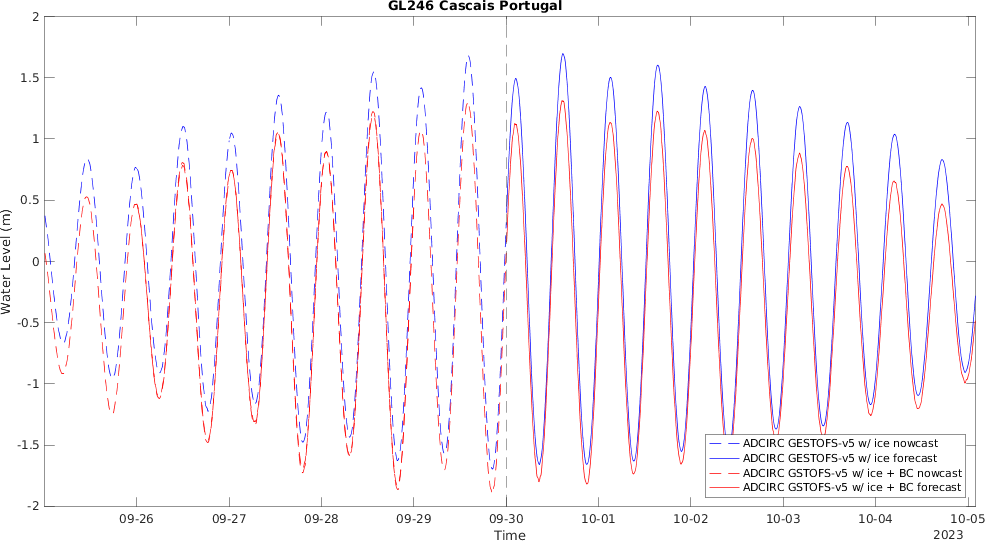 GL246 Cascais Portugal
2
1.5
1
0.5
0
-0.5
-1
-1.5
-2
Water Level (m)
ADCIRC GESTOFS-v5 w/ ice nowcast
ADCIRC GESTOFS-v5 w/ ice forecast
ADCIRC GSTOFS-v5 w/ ice + BC nowcast
ADCIRC GSTOFS-v5 w/ ice + BC forecast
09-26 09-27 09-28 09-29 09-30 10-01 10-02 10-03 10-04 10-05
Time
2023